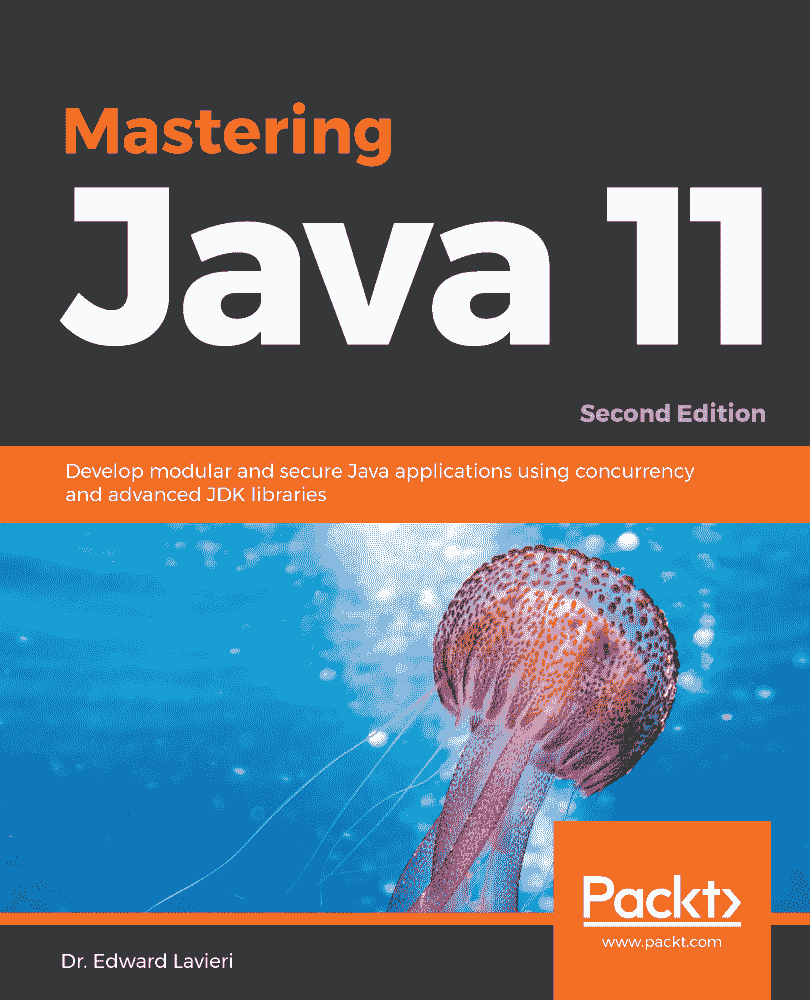 Mastering
Java 11
Second Edition
Develop modular and secure Java applications using concurrency
and advanced JDK libraries
Packt>
www.packt.com
Dr. Edward Lavieri